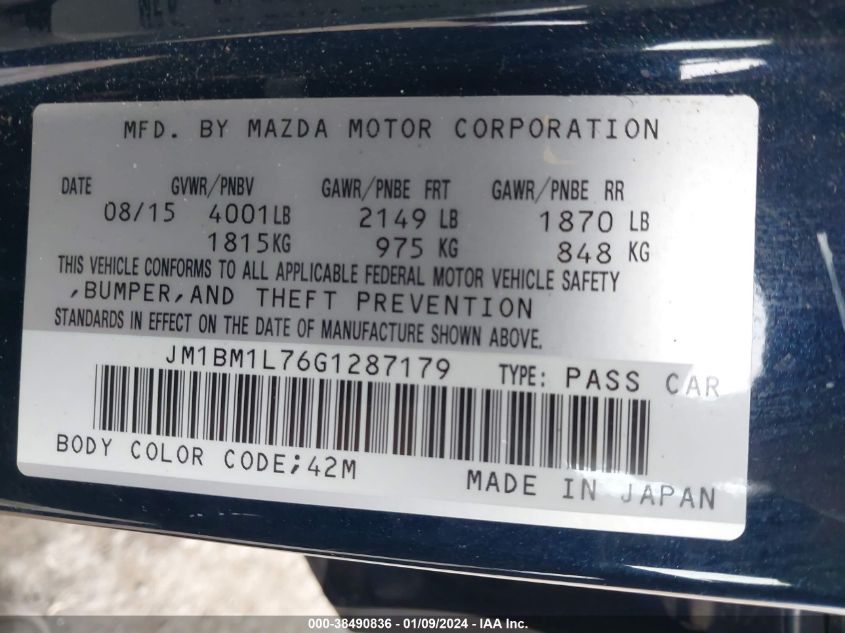 MFD. BY MAZDA MOTOR CORPORATION
DATE GVWR/PNBV GAWR/PNBE FRT GAWR/PNBE RR
08/15 4001LB 2149 LB 1870 LB
1815KG 975 KG 848 KG
THIS VEHICLE CONFORMS TO ALL APPLICABLE FEDERAL MOTOR VEHICLE SAFETY
,BUMPER,AND THEFT PREVENTION
STANDARDS IN EFFECT ON THE DATE OF MANUFACTURE SHOWN ABOVE.
JM1BM1L76G1287179 TYPE: PASS CAR
BODY COLOR CODE;42M MADE IN JAPAN
000-38490836 - 01/09/2024 - IAA Inc.